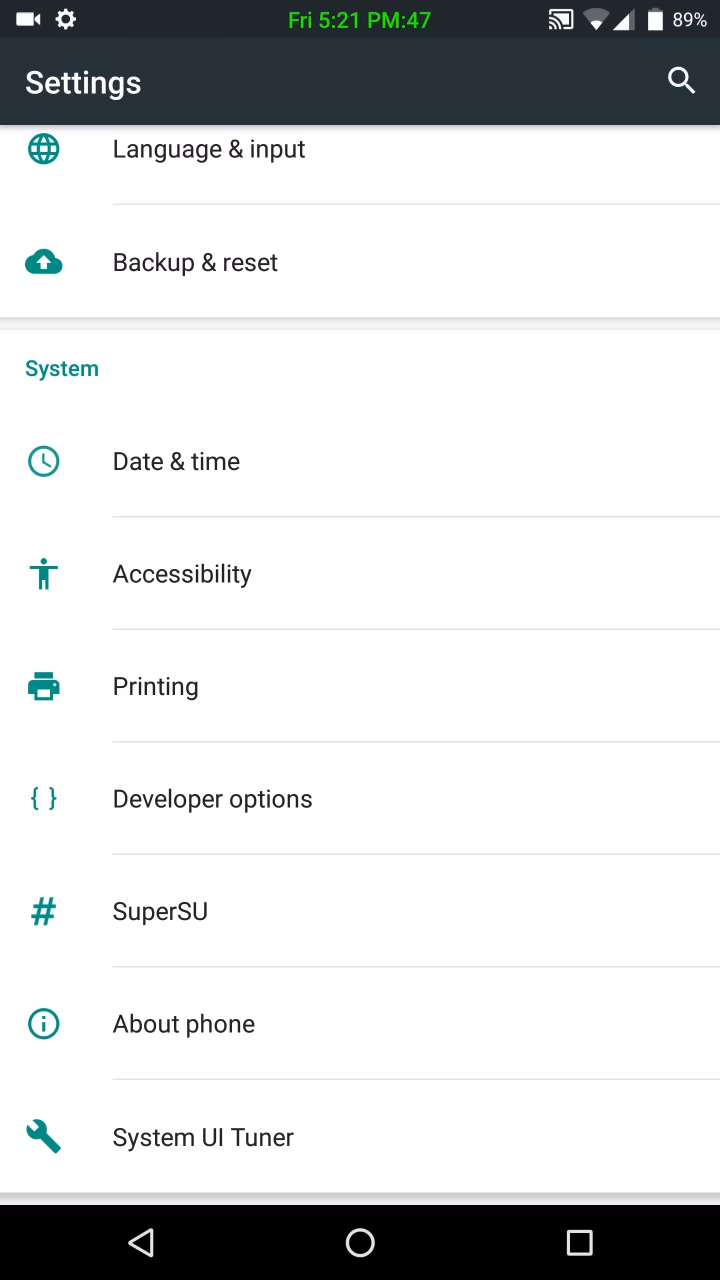 Fri 5:21 PM:47
89%
Settings
Language & input
Backup & reset
System
Date & time
Accessibility
Printing
{ } Developer options
# SuperSU
About phone
System UI Tuner